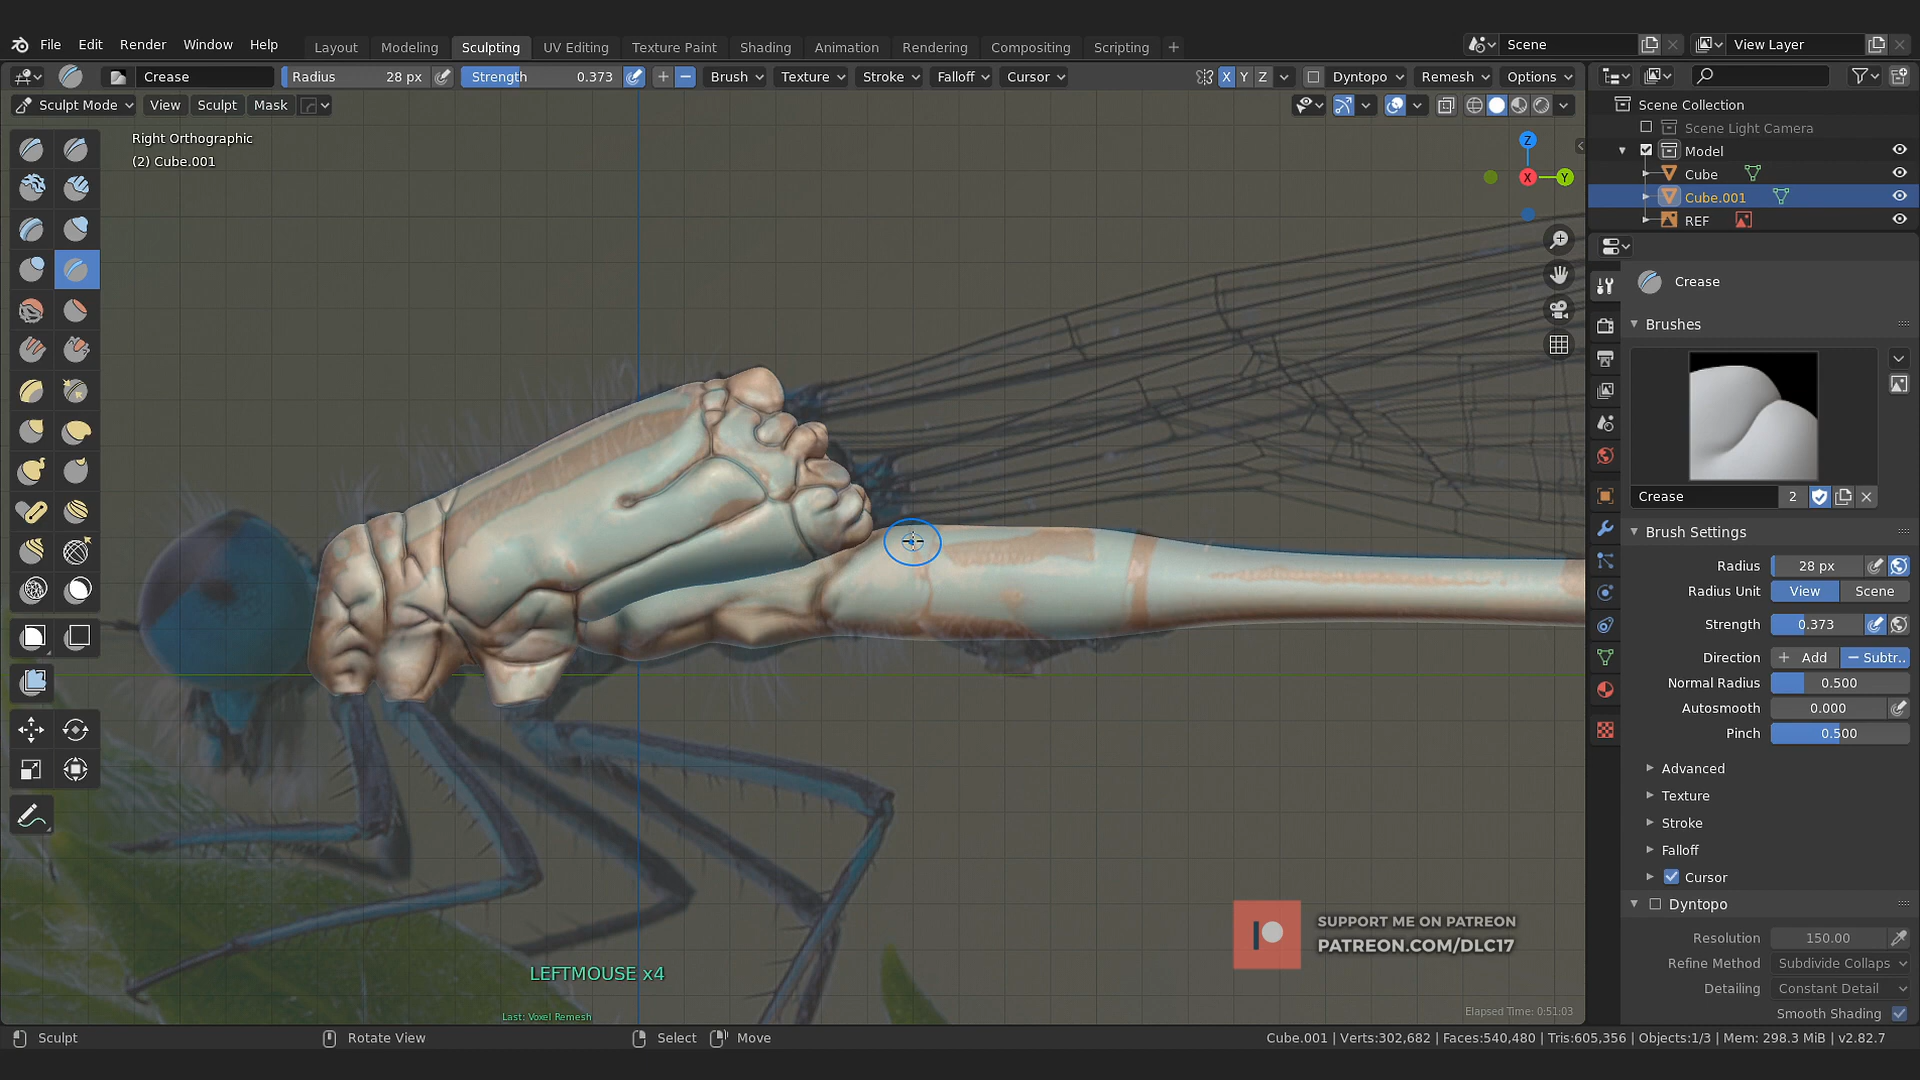 File Edit Render Window Help Layout Modeling Sculpting UV Editing Texture Paint Shading Animation Rendering Compositing Scripting + Scene View Layer
Crease Radius 28 px Strength 0.373 Brush Texture Stroke Falloff Cursor X Y Z Dyntopo Remesh Options
Sculpt Mode View Sculpt Mask
Right Orthographic
(2) Cube.001
Z
X
Y
Scene Collection
Scene Light Camera
Model
Cube
Cube.001
REF
Crease
Brushes
Crease 2
Brush Settings
Radius 28 px
Radius Unit View Scene
Strength 0.373
Direction + Add − Subtr..
Normal Radius 0.500
Autosmooth 0.000
Pinch 0.500
Advanced
Texture
Stroke
Falloff
Cursor
Dyntopo
Resolution 150.00
Refine Method Subdivide Collaps
Detailing Constant Detail
Smooth Shading
SUPPORT ME ON PATREON
PATREON.COM/DLC17
LEFTMOUSE x4
Last: Voxel Remesh
Elapsed Time: 0:51:03
Sculpt Rotate View Select Move Cube.001 | Verts:302,682 | Faces:540,480 | Tris:605,356 | Objects:1/3 | Mem: 298.3 MiB | v2.82.7